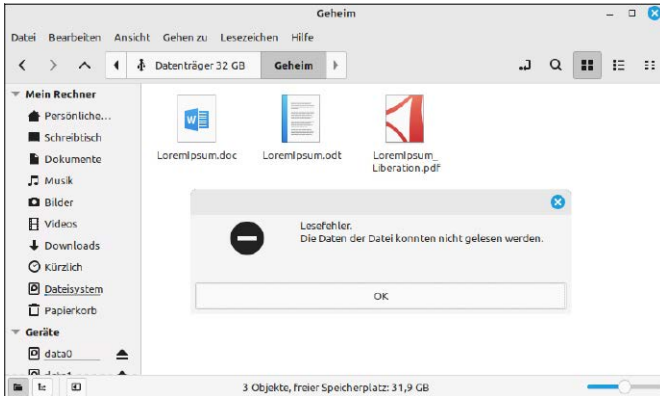 Geheim
Datei Bearbeiten Ansicht Gehen zu Lesezeichen Hilfe
Datenträger 32 GB Geheim
Mein Rechner
Persönliche...
Schreibtisch
Dokumente
Musik
Bilder
Videos
Downloads
Kürzlich
Dateisystem
Papierkorb
Geräte
data0
LoremIpsum.doc LoremIpsum.odt LoremIpsum_
Liberation.pdf
Lesefehler.
Die Daten der Datei konnten nicht gelesen werden.
OK
3 Objekte, freier Speicherplatz: 31,9 GB